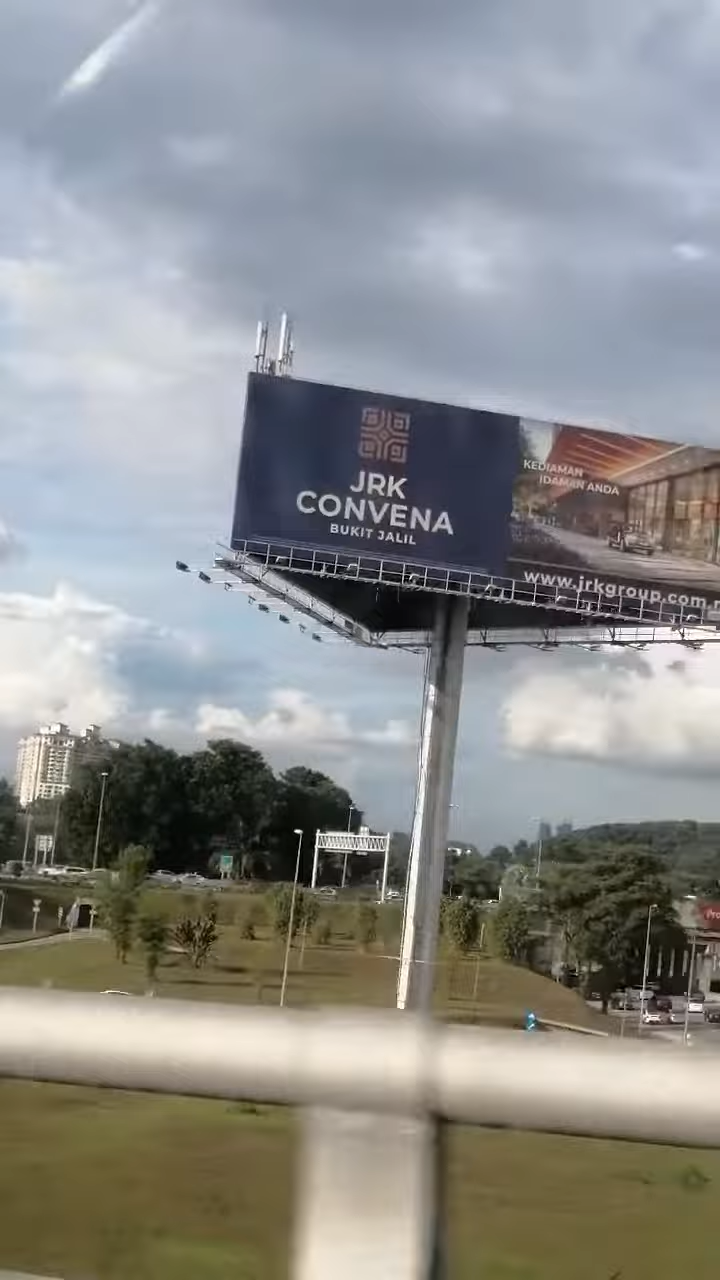 JRK
CONVENA
BUKIT JALIL
KEDIAMAN
IDAMAN ANDA
www.jrkgroup.com